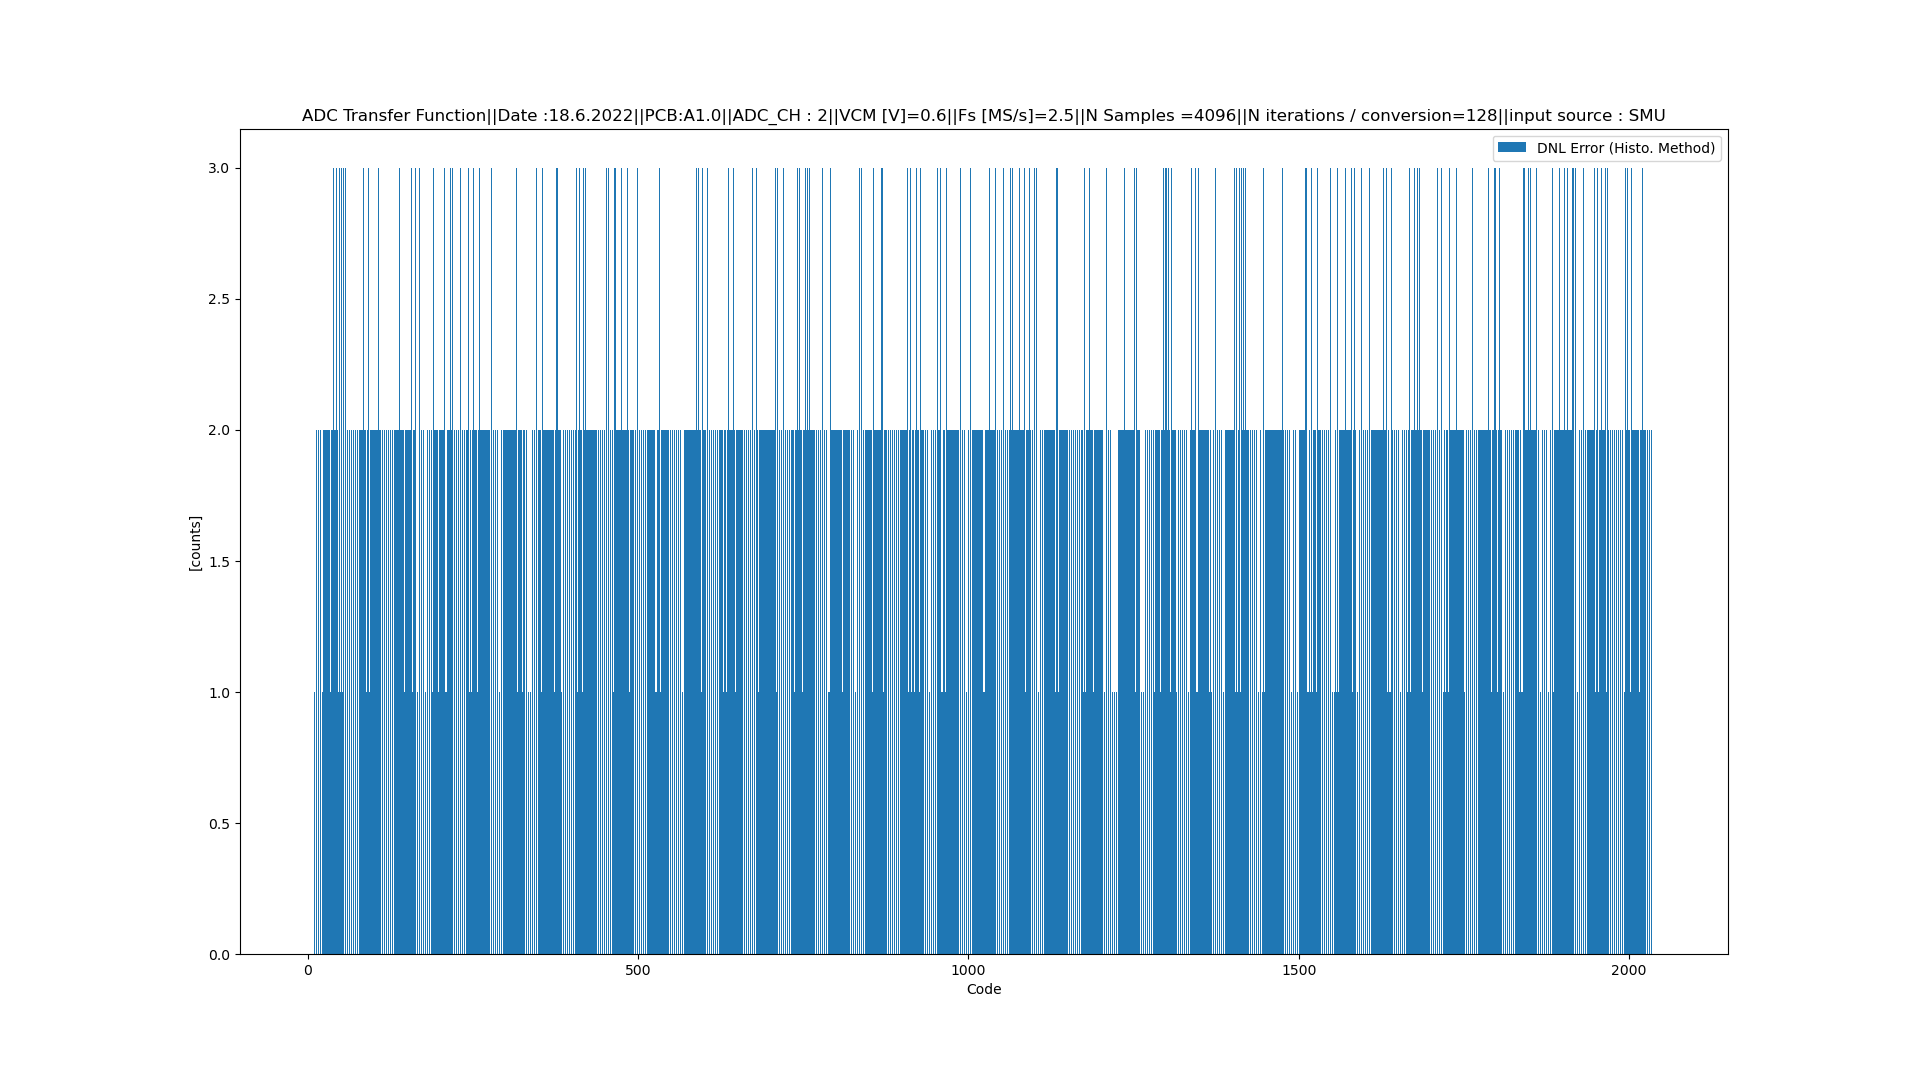 ADC Transfer Function||Date :18.6.2022||PCB:A1.0||ADC_CH : 2||VCM [V]=0.6||Fs [MS/s]=2.5||N Samples =4096||N iterations / conversion=128||input source : SMU
DNL Error (Histo. Method)
3.0
2.5
2.0
1.5
1.0
0.5
0.0
[counts]
0 500 1000 1500 2000
Code